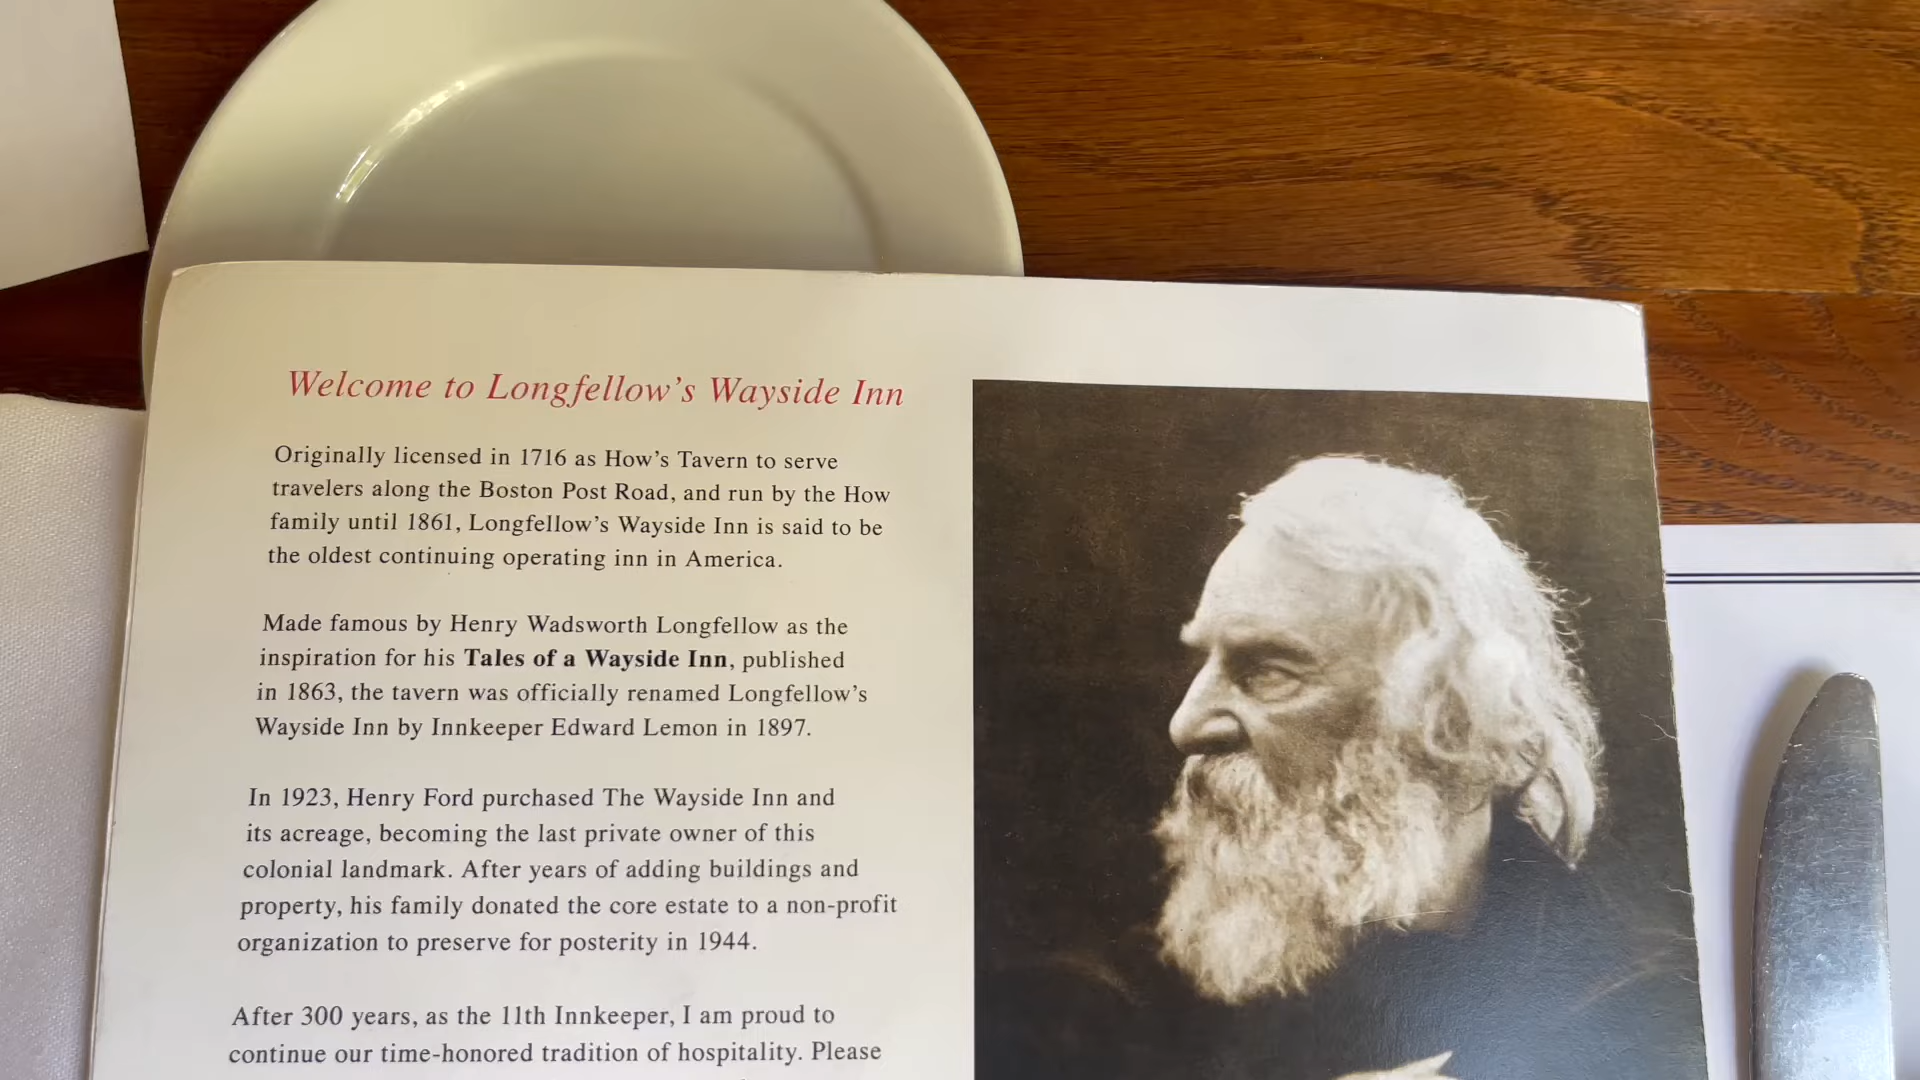 Welcome to Longfellow's Wayside Inn
Originally licensed in 1716 as How's Tavern to serve
travelers along the Boston Post Road, and run by the How
family until 1861, Longfellow's Wayside Inn is said to be
the oldest continuing operating inn in America.
Made famous by Henry Wadsworth Longfellow as the
inspiration for his Tales of a Wayside Inn, published
in 1863, the tavern was officially renamed Longfellow's
Wayside Inn by Innkeeper Edward Lemon in 1897.
In 1923, Henry Ford purchased The Wayside Inn and
its acreage, becoming the last private owner of this
colonial landmark. After years of adding buildings and
property, his family donated the core estate to a non-profit
organization to preserve for posterity in 1944.
After 300 years, as the 11th Innkeeper, I am proud to
continue our time-honored tradition of hospitality. Please